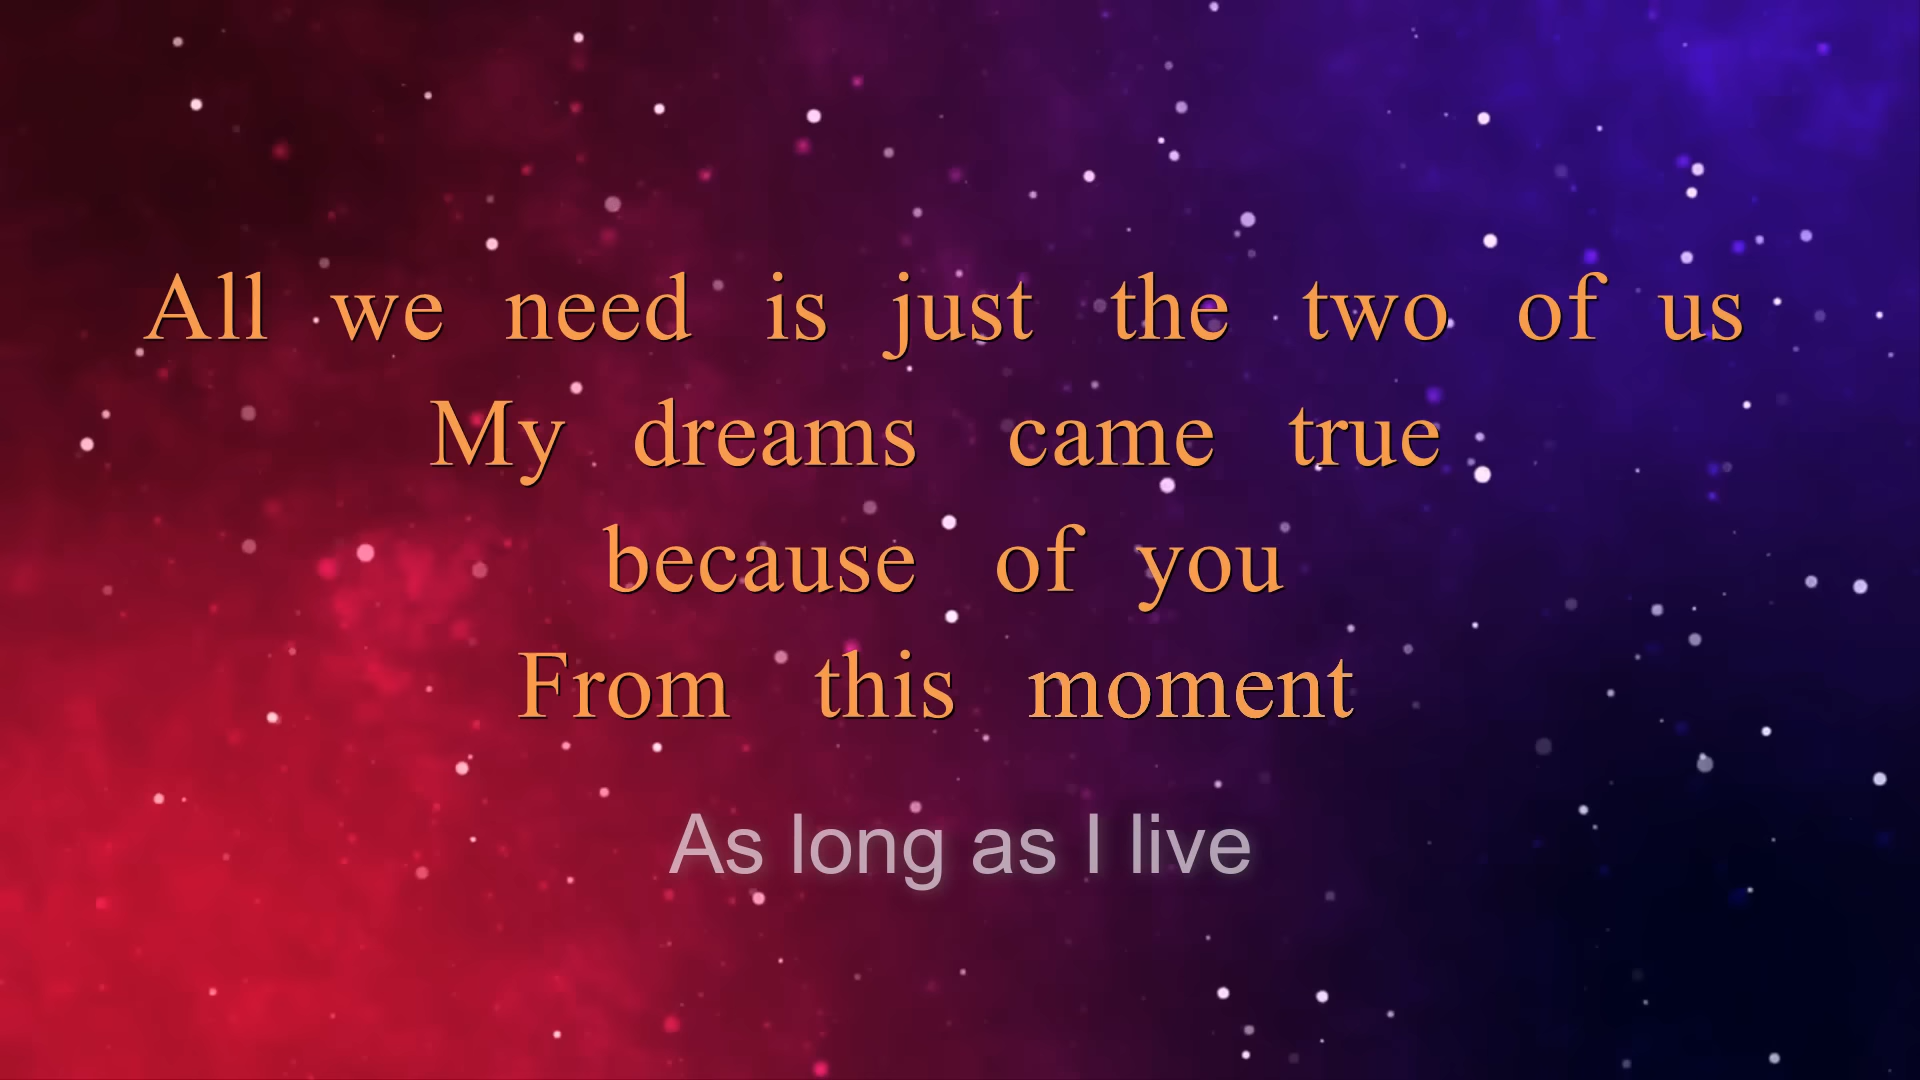 All we need is just the two of us
My dreams came true
because of you
From this moment
As long as I live